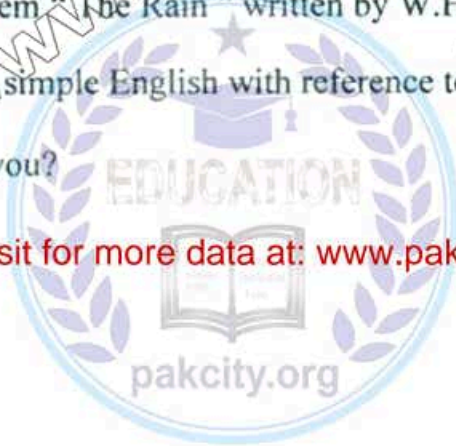 em "The Rain" written by W.H
simple English with reference to
you?
EDUCATION
sit for more data at: www.pak
pakcity.org